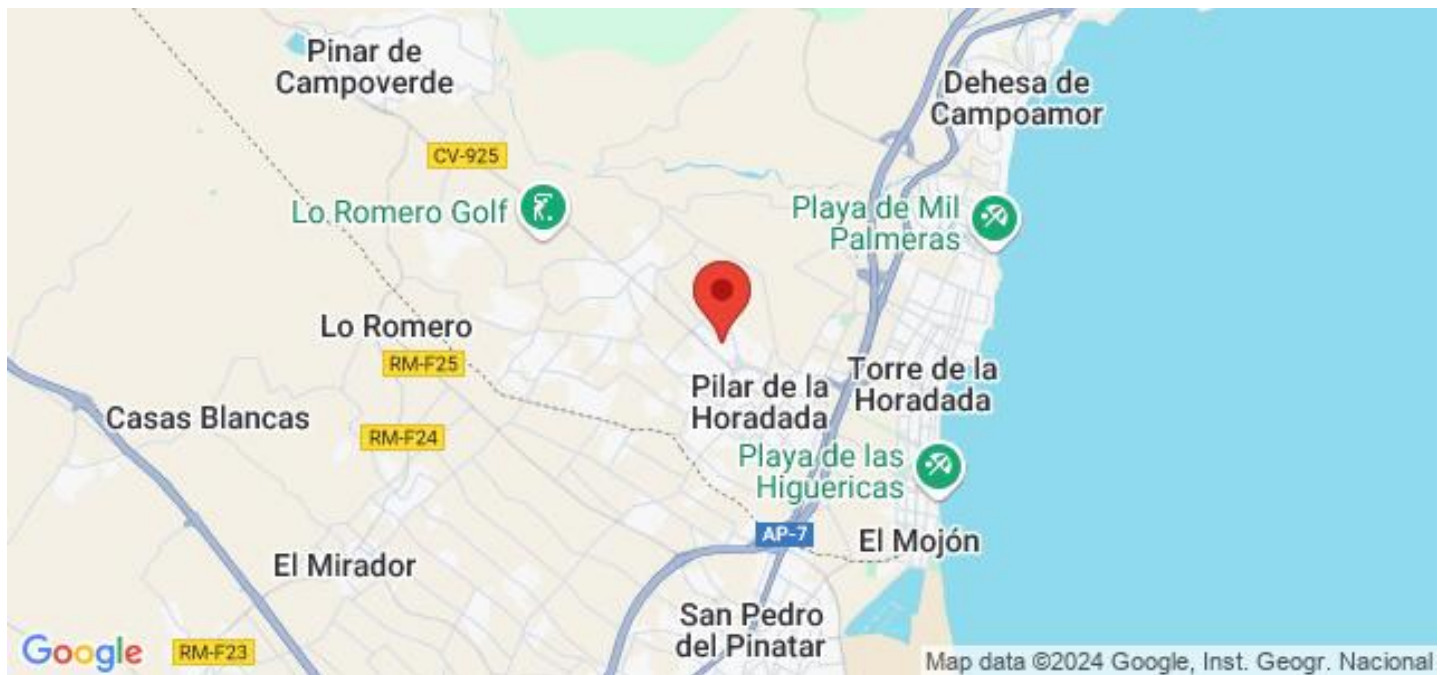 Pinar de
Campoverde
Dehesa de
Campoamor
CV-925
Lo Romero Golf
Playa de Mil
Palmeras
Lo Romero
RM-F25
Pilar de la
Horadada
Torre de la
Horadada
Casas Blancas
RM-F24
Playa de las
Higuericas
AP-7
El Mojón
El Mirador
San Pedro
del Pinatar
Google
RM-F23
Map data ©2024 Google, Inst. Geogr. Nacional